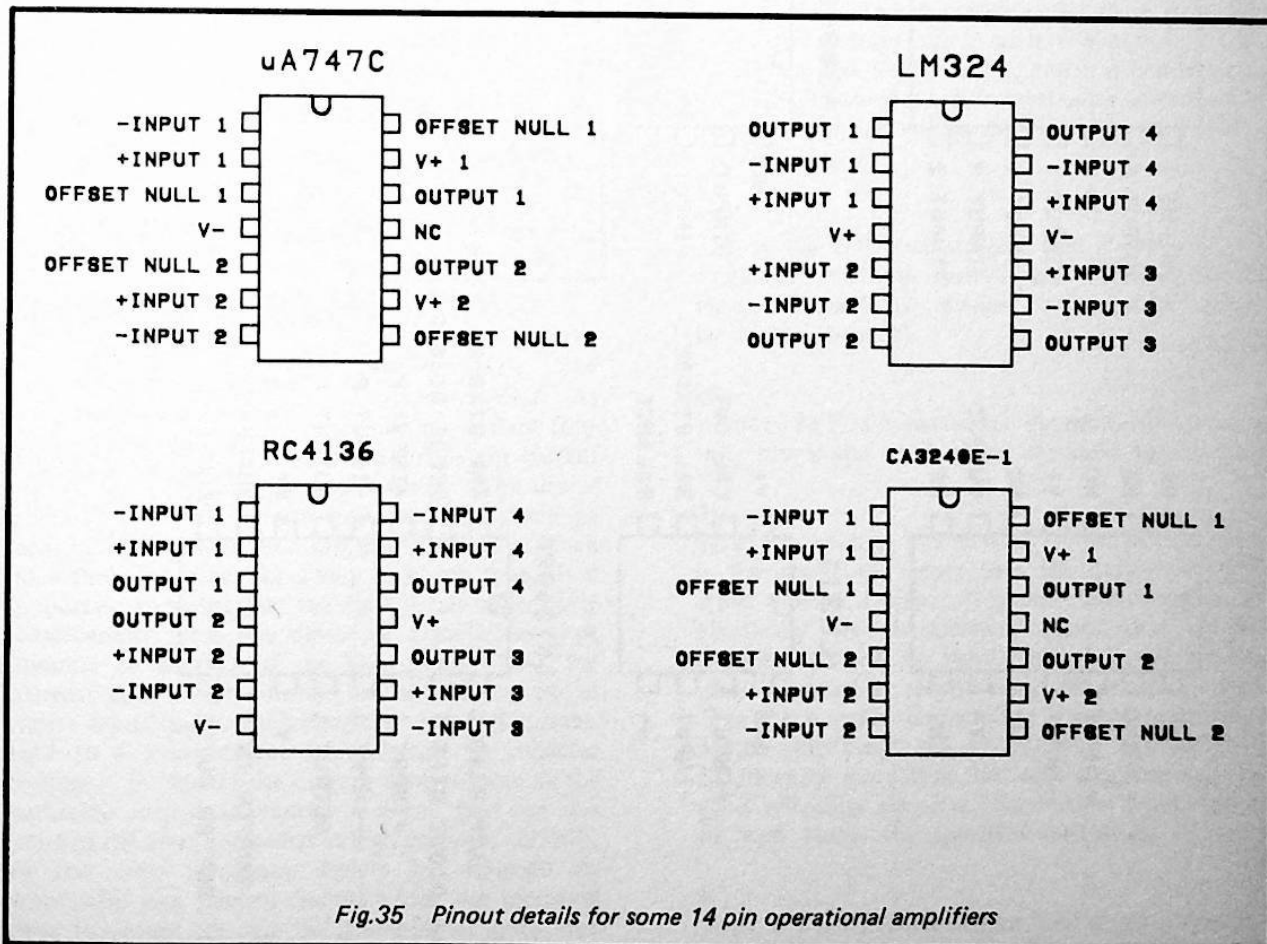 uA747C
-INPUT 1
OFFSET NULL 1
+INPUT 1
V+ 1
OFFSET NULL 1
OUTPUT 1
V-
NC
OFFSET NULL 2
OUTPUT 2
+INPUT 2
V+ 2
-INPUT 2
OFFSET NULL 2
LM324
OUTPUT 1
OUTPUT 4
-INPUT 1
-INPUT 4
+INPUT 1
+INPUT 4
V+
V-
+INPUT 2
+INPUT 3
-INPUT 2
-INPUT 3
OUTPUT 2
OUTPUT 3
RC4136
-INPUT 1
-INPUT 4
+INPUT 1
+INPUT 4
OUTPUT 1
OUTPUT 4
OUTPUT 2
V+
+INPUT 2
OUTPUT 3
-INPUT 2
+INPUT 3
V-
-INPUT 3
CA3240E-1
-INPUT 1
OFFSET NULL 1
+INPUT 1
V+ 1
OFFSET NULL 1
OUTPUT 1
V-
NC
OFFSET NULL 2
OUTPUT 2
+INPUT 2
V+ 2
-INPUT 2
OFFSET NULL 2
Fig.35 Pinout details for some 14 pin operational amplifiers